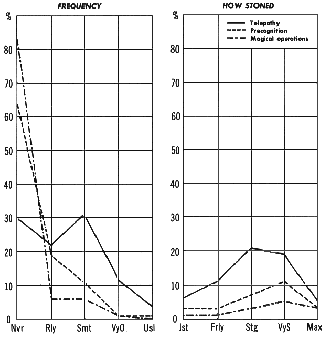 FREQUENCY
%
80
70
60
50
40
30
20
10
0
Nvr Rly Smt VyO Usl
HOW STONED
%
Telepathy
Precognition
Magical operations
80
70
60
50
40
30
20
10
0
Jst Frly Stg VyS Max